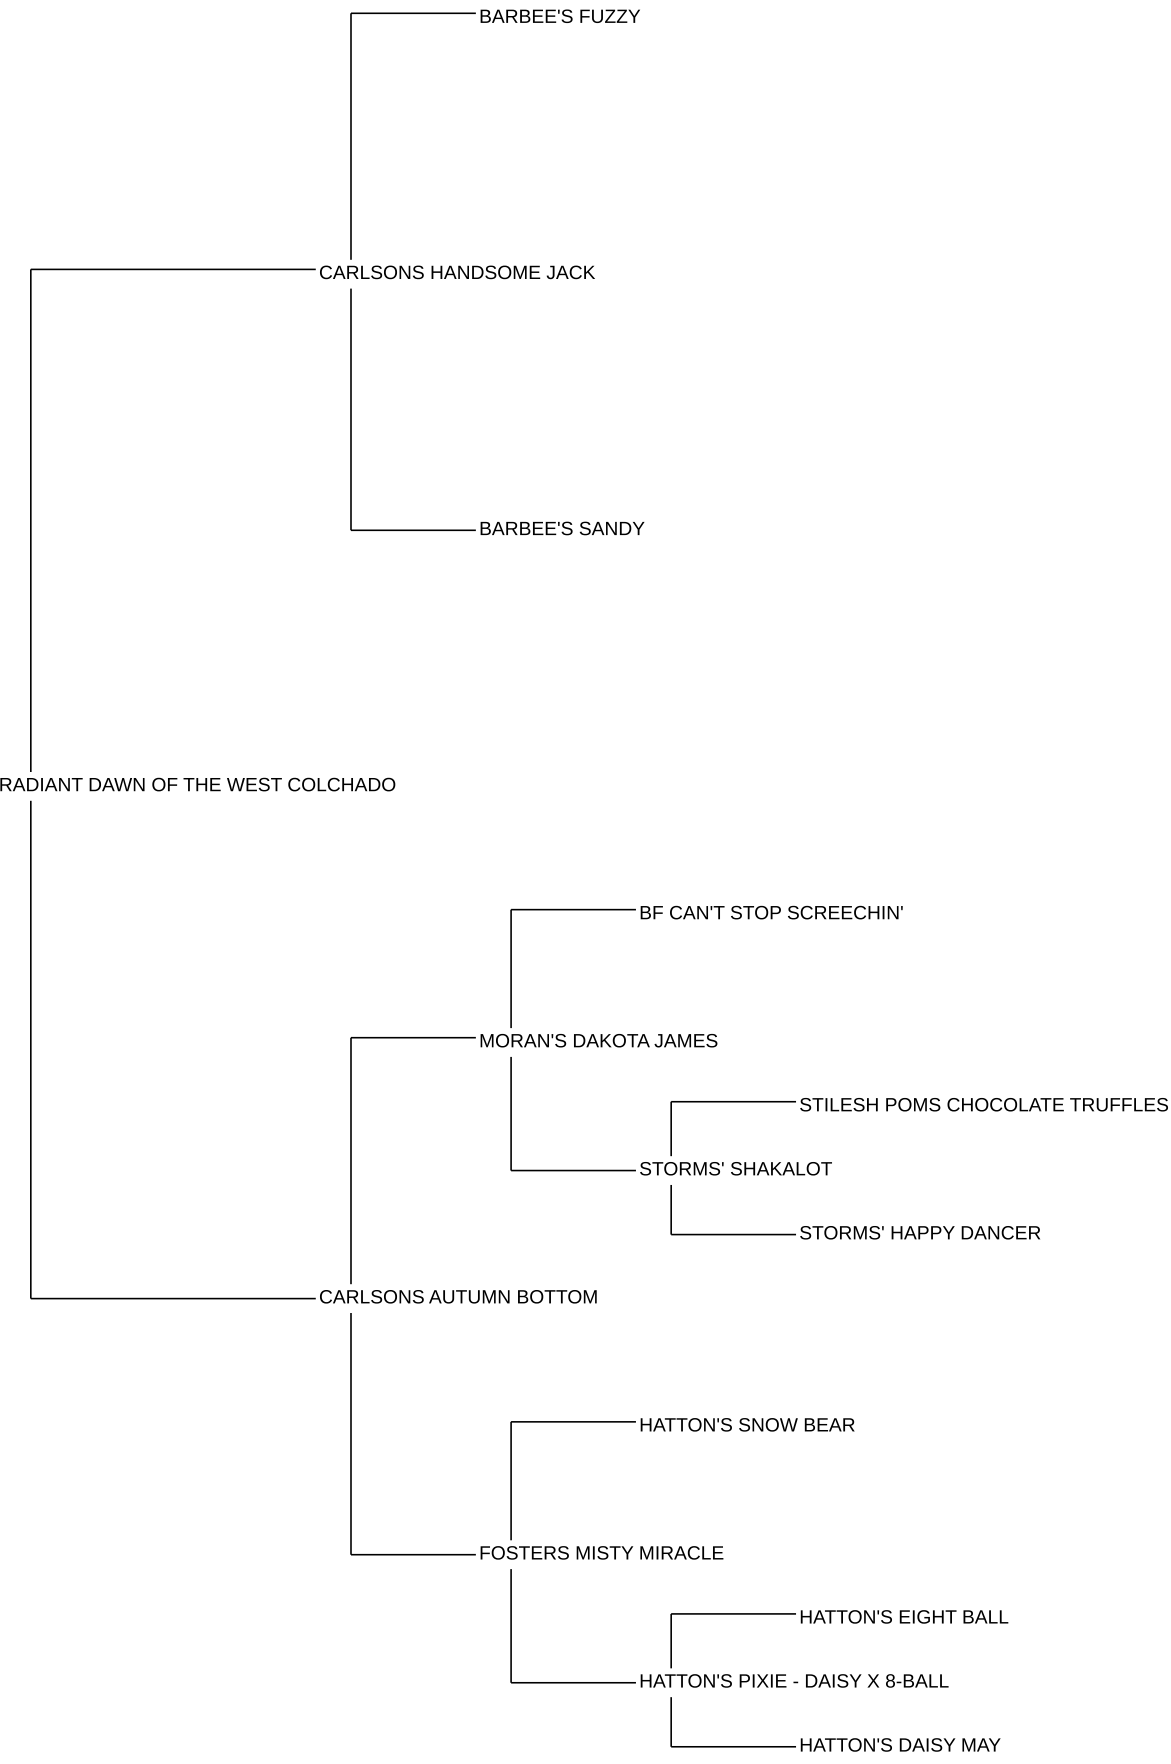 BARBEE'S FUZZY
CARLSONS HANDSOME JACK
BARBEE'S SANDY
RADIANT DAWN OF THE WEST COLCHADO
BF CAN'T STOP SCREECHIN'
MORAN'S DAKOTA JAMES
STILESH POMS CHOCOLATE TRUFFLES
STORMS' SHAKALOT
STORMS' HAPPY DANCER
CARLSONS AUTUMN BOTTOM
HATTON'S SNOW BEAR
FOSTERS MISTY MIRACLE
HATTON'S EIGHT BALL
HATTON'S PIXIE - DAISY X 8-BALL
HATTON'S DAISY MAY